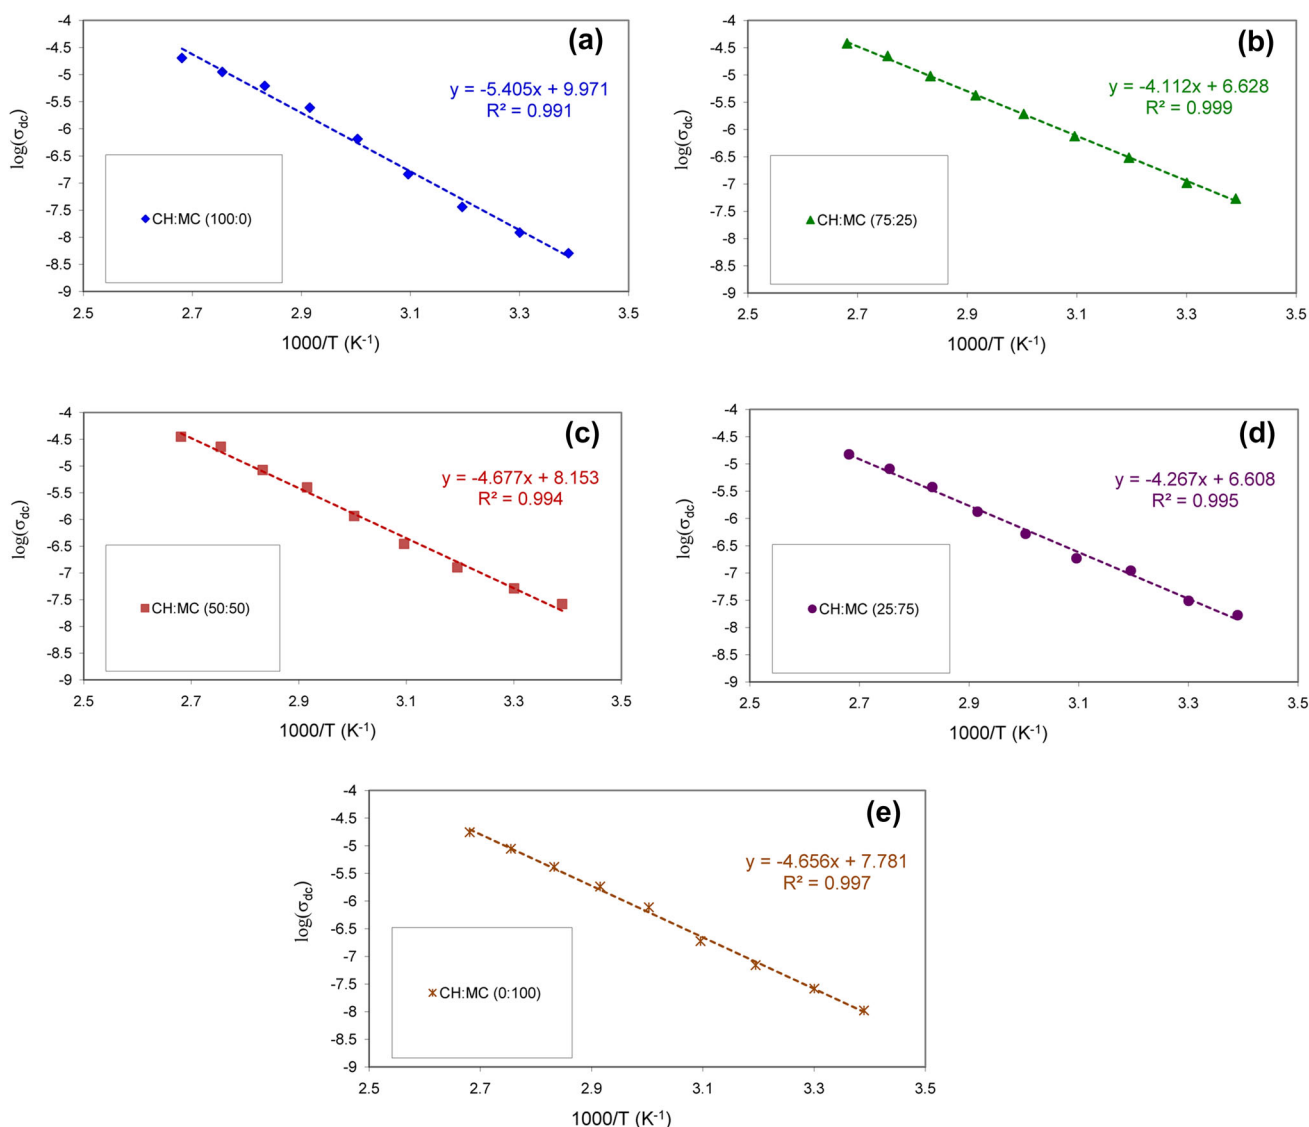 (a)
y = -5.405x + 9.971
R² = 0.991
CH:MC (100:0)
log(σdc)
-4
-4.5
-5
-5.5
-6
-6.5
-7
-7.5
-8
-8.5
-9
2.5 2.7 2.9 3.1 3.3 3.5
1000/T (K⁻¹)
(b)
y = -4.112x + 6.628
R² = 0.999
CH:MC (75:25)
log(σdc)
-4
-4.5
-5
-5.5
-6
-6.5
-7
-7.5
-8
-8.5
-9
2.5 2.7 2.9 3.1 3.3 3.5
1000/T (K⁻¹)
(c)
y = -4.677x + 8.153
R² = 0.994
CH:MC (50:50)
log(σdc)
-4
-4.5
-5
-5.5
-6
-6.5
-7
-7.5
-8
-8.5
-9
2.5 2.7 2.9 3.1 3.3 3.5
1000/T (K⁻¹)
(d)
y = -4.267x + 6.608
R² = 0.995
CH:MC (25:75)
log(σdc)
-4
-4.5
-5
-5.5
-6
-6.5
-7
-7.5
-8
-8.5
-9
2.5 2.7 2.9 3.1 3.3 3.5
1000/T (K⁻¹)
(e)
y = -4.656x + 7.781
R² = 0.997
CH:MC (0:100)
log(σdc)
-4
-4.5
-5
-5.5
-6
-6.5
-7
-7.5
-8
-8.5
-9
2.5 2.7 2.9 3.1 3.3 3.5
1000/T (K⁻¹)